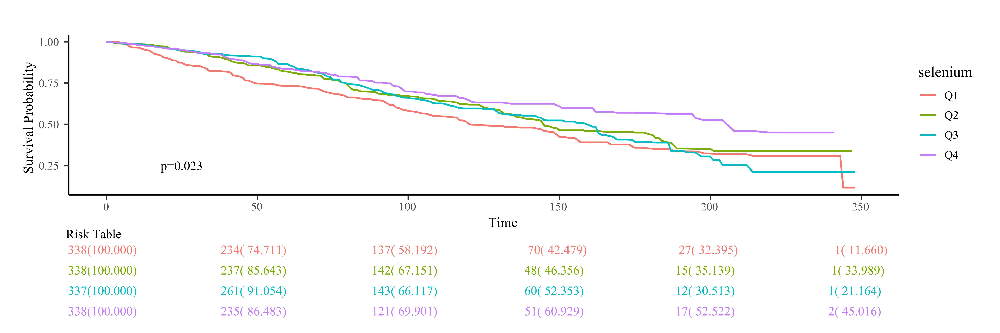 1.00
0.75
0.50
0.25
Survival Probability
p=0.023
0 50 100 150 200 250
Time
selenium
Q1
Q2
Q3
Q4
Risk Table
338(100.000) 234( 74.711) 137( 58.192) 70( 42.479) 27( 32.395) 1( 11.660)
338(100.000) 237( 85.643) 142( 67.151) 48( 46.356) 15( 35.139) 1( 33.989)
337(100.000) 261( 91.054) 143( 66.117) 60( 52.353) 12( 30.513) 1( 21.164)
338(100.000) 235( 86.483) 121( 69.901) 51( 60.929) 17( 52.522) 2( 45.016)